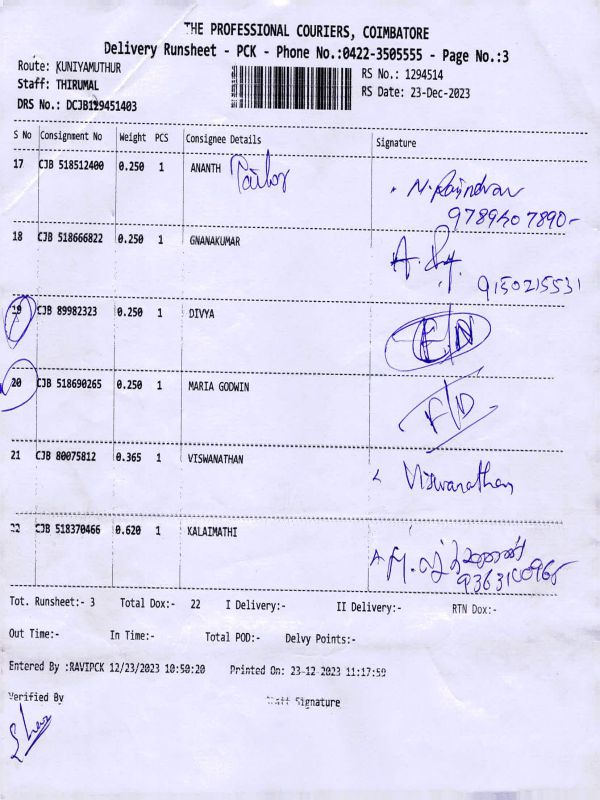 THE PROFESSIONAL COURIERS, COIMBATORE
Delivery Runsheet - PCK - Phone No.:0422-3505555 - Page No.:3
Route: KUNIYAMUTHUR
RS No.: 1294514
Staff: THIRUMAL
RS Date: 23-Dec-2023
DRS No.: DCJB129451403
S No Consignment No Weight PCS Consignee Details Signature
17 CJB 518512400 0.250 1 ANANTH
N. Rajindran
9789407890-
18 CJB 518666822 0.250 1 GNANAKUMAR
9150215531
19 CJB 89982323 0.250 1 DIVYA
20 CJB 518690265 0.250 1 MARIA GODWIN
F/D
21 CJB 80075812 0.365 1 VISWANATHAN
Viswanathan
22 CJB 518370466 0.620 1 KALAIMATHI
Tot. Runsheet:- 3 Total Dox:- 22 I Delivery:- II Delivery:- RTN Dox:-
Out Time:- In Time:- Total POD:- Delvy Points:-
Entered By :RAVIPCK 12/23/2023 10:50:20 Printed On: 23-12-2023 11:17:59
Verified By Staff Signature